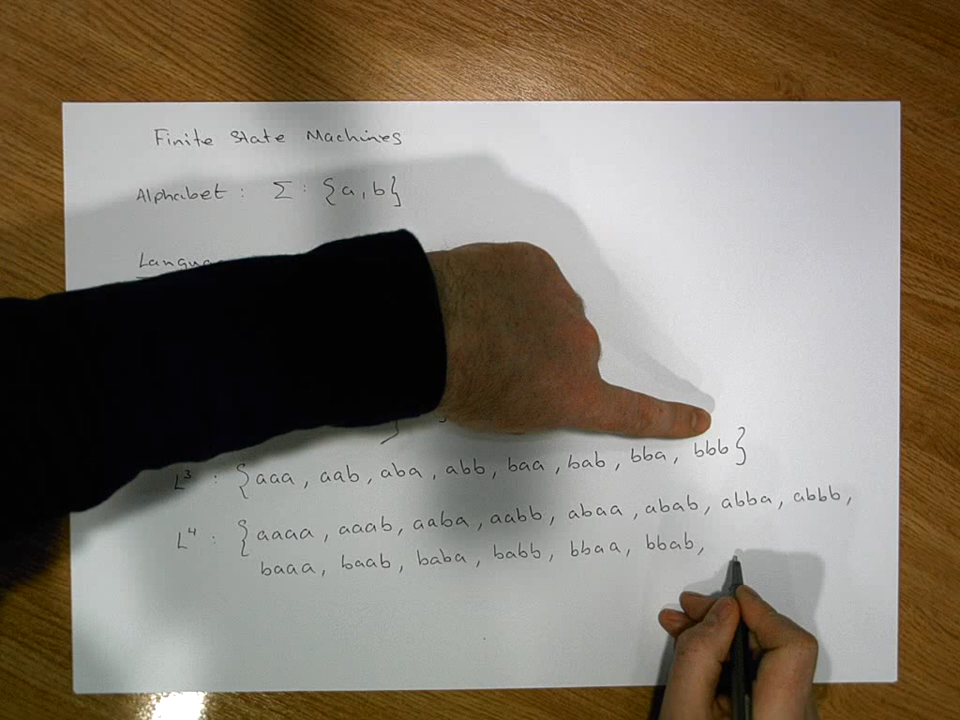 Finite State Machines
Alphabet : Σ : {a, b}
L³ : {aaa, aab, aba, abb, baa, bab, bba, bbb}
L⁴ : {aaaa, aaab, aaba, aabb, abaa, abab, abba, abbb,
baaa, baab, baba, babb, bbaa, bbab,